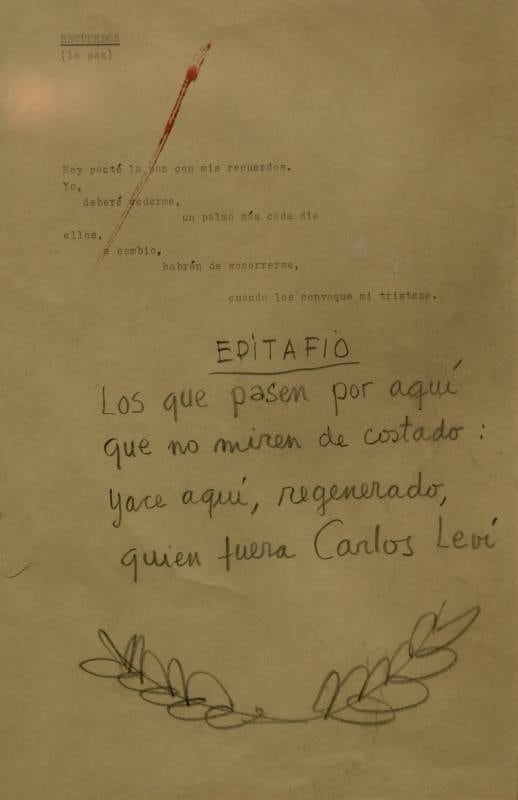 RECUERDOS
(la paz)
Hoy pacté la paz con mis recuerdos.
Yo,
deberé cederme,
un palmo más cada dia
ellos,
a cambio,
habrán de socorrerme,
cuando los convoque mi tristeza.
EPITAFIO
Los que pasen por aquí
que no miren de costado:
Yace aquí, regenerado,
quien fuera Carlos Levi